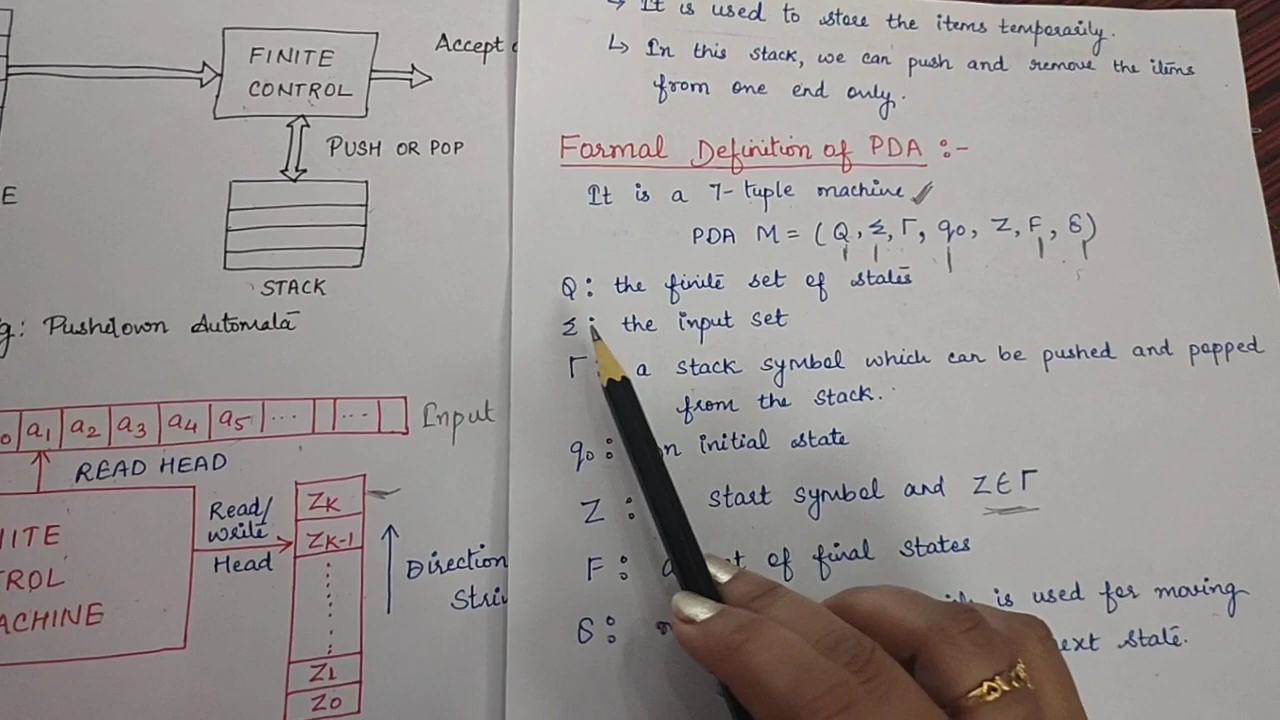 FINITE
CONTROL
Accept
PUSH OR POP
E
STACK
g: Pushdown Automata
a1 a2 a3 a4 a5 ... ...
Input
READ HEAD
Read/
write
Head
ZK
ZK-1
Direction
Z1
Z0
ACHINE
↳ It is used to store the items temporarily.
↳ In this stack, we can push and remove the items
from one end only.
Formal Definition of PDA :-
It is a 7-tuple machine
PDA M = (Q, Σ, Γ, q0, Z, F, δ)
Q: the finite set of states
Σ: the input set
Γ: a stack symbol which can be pushed and popped
from the stack.
q0: initial state
Z: start symbol and Z∈Γ
F: of final states
δ: is used for moving
next state.